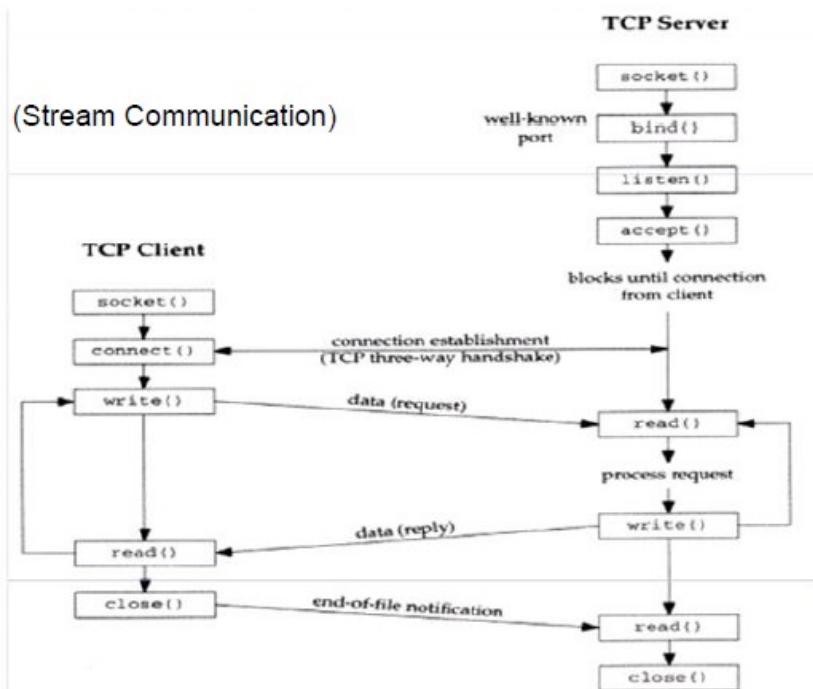 TCP Server
socket()
(Stream Communication)
well-known
port
bind()
listen()
accept()
TCP Client
blocks until connection
from client
socket()
connection establishment
(TCP three-way handshake)
connect()
write()
data (request)
read()
process request
data (reply)
write()
read()
close()
end-of-file notification
read()
close()